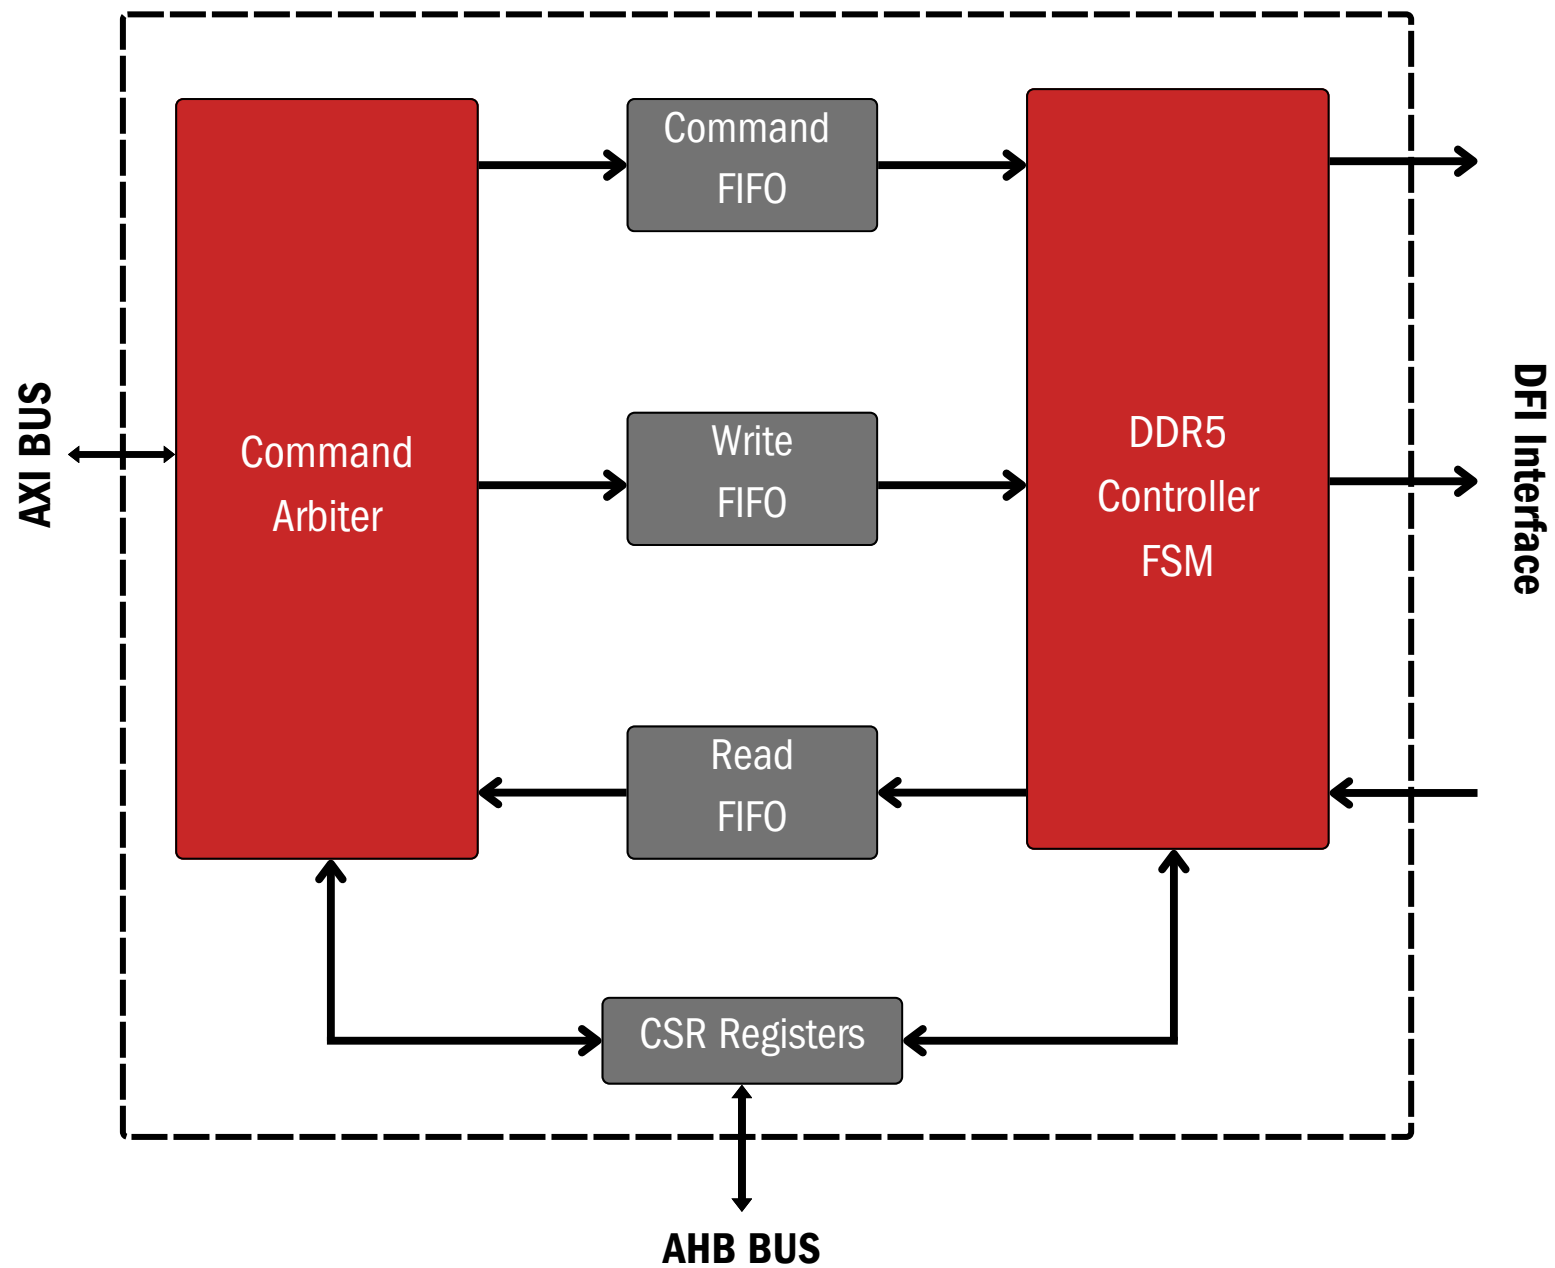 Command
FIFO
AXI BUS
Command
Arbiter
Write
FIFO
DDR5
Controller
FSM
DFI Interface
Read
FIFO
CSR Registers
AHB BUS